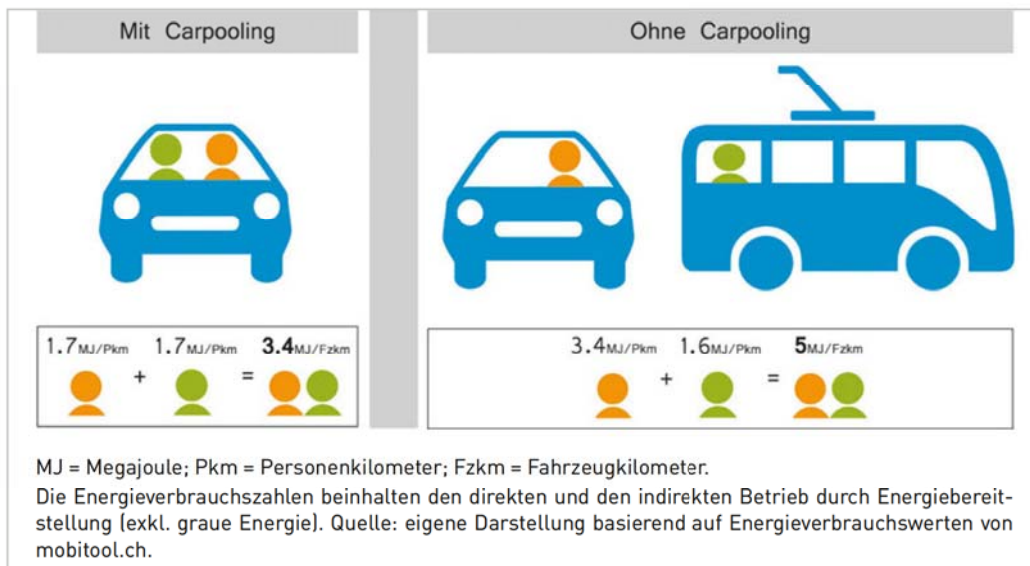 Mit Carpooling
Ohne Carpooling
1.7MJ/Pkm 1.7MJ/Pkm 3.4MJ/Fzkm
+ =
3.4MJ/Pkm 1.6MJ/Pkm 5MJ/Fzkm
+ =
MJ = Megajoule; Pkm = Personenkilometer; Fzkm = Fahrzeugkilometer.
Die Energieverbrauchszahlen beinhalten den direkten und den indirekten Betrieb durch Energiebereit-
stellung (exkl. graue Energie). Quelle: eigene Darstellung basierend auf Energieverbrauchswerten von
mobitool.ch.